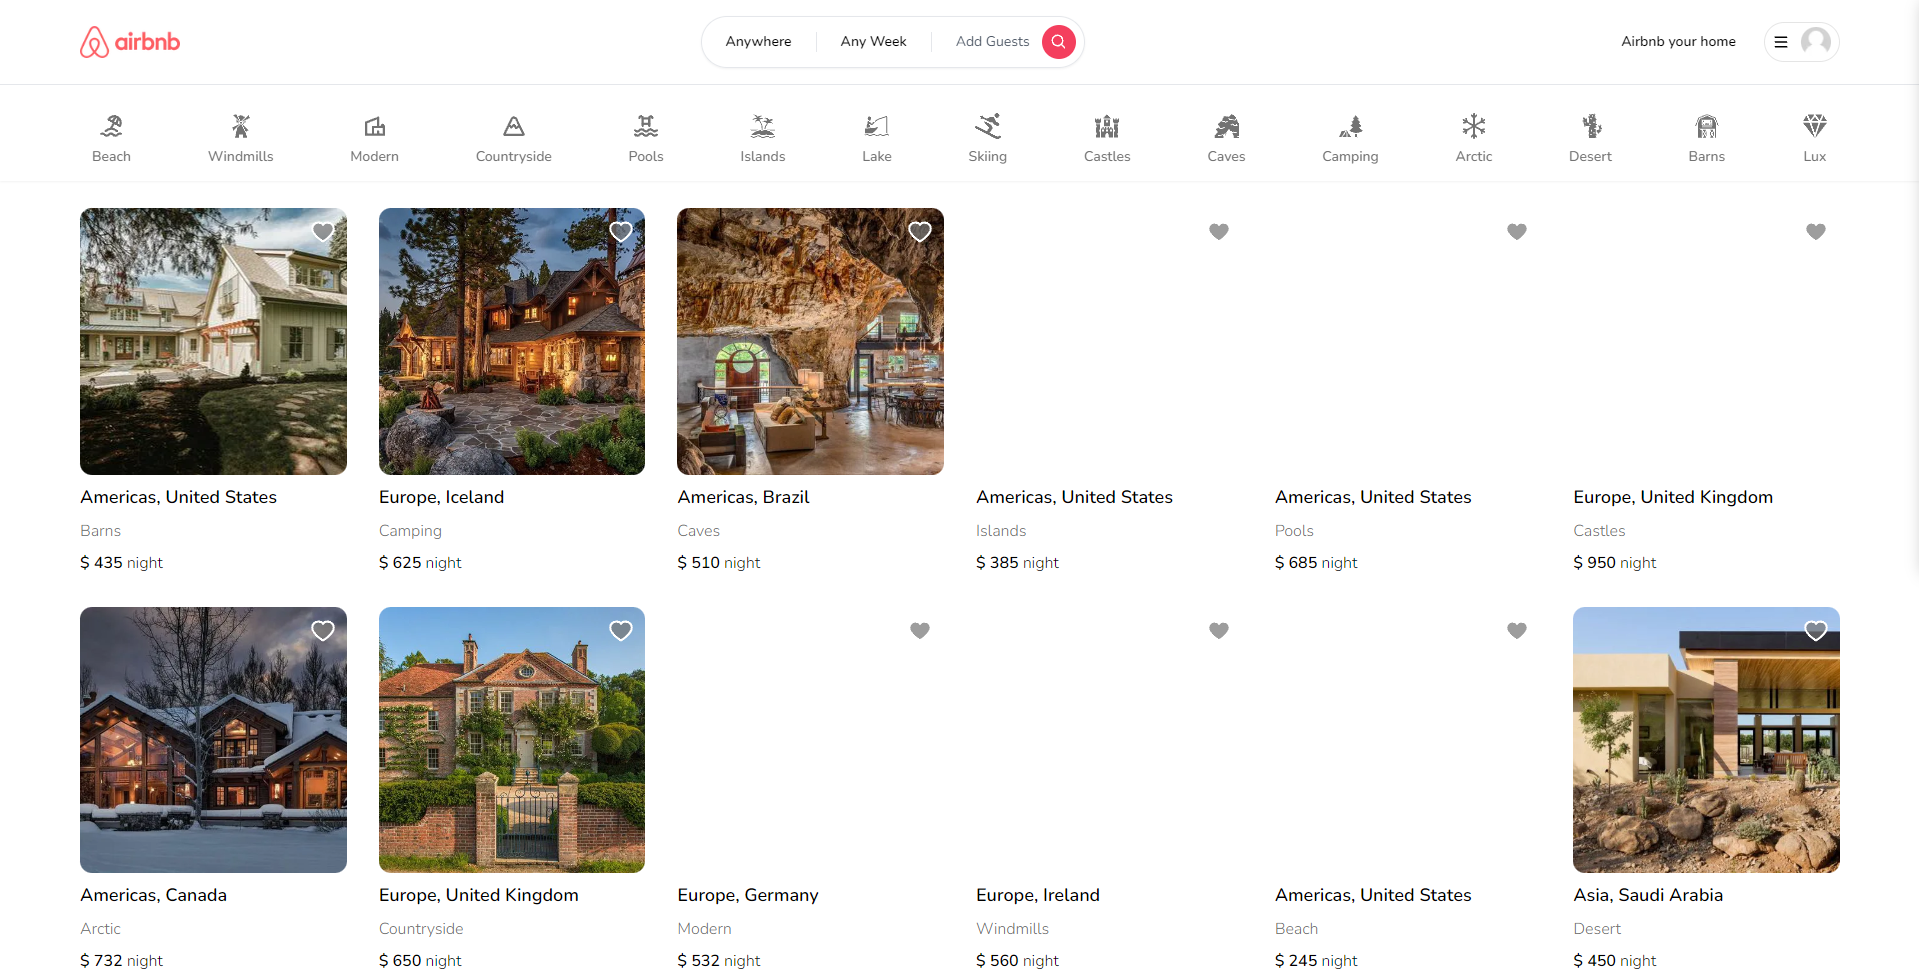 airbnb
Anywhere
Any Week
Add Guests
Airbnb your home
Beach
Windmills
Modern
Countryside
Pools
Islands
Lake
Skiing
Castles
Caves
Camping
Arctic
Desert
Barns
Lux
Americas, United States
Barns
$ 435 night
Europe, Iceland
Camping
$ 625 night
Americas, Brazil
Caves
$ 510 night
Americas, United States
Islands
$ 385 night
Americas, United States
Pools
$ 685 night
Europe, United Kingdom
Castles
$ 950 night
Americas, Canada
Arctic
$ 732 night
Europe, United Kingdom
Countryside
$ 650 night
Europe, Germany
Modern
$ 532 night
Europe, Ireland
Windmills
$ 560 night
Americas, United States
Beach
$ 245 night
Asia, Saudi Arabia
Desert
$ 450 night